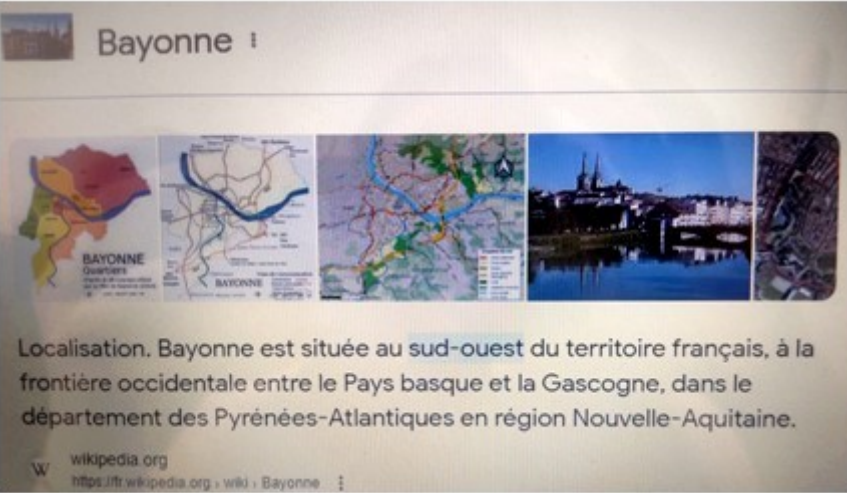 Bayonne
BAYONNE
Quartiers
BAYONNE
Localisation. Bayonne est située au sud-ouest du territoire français, à la
frontière occidentale entre le Pays basque et la Gascogne, dans le
département des Pyrénées-Atlantiques en région Nouvelle-Aquitaine.
W
wikipedia.org
https://fr.wikipedia.org › wiki › Bayonne